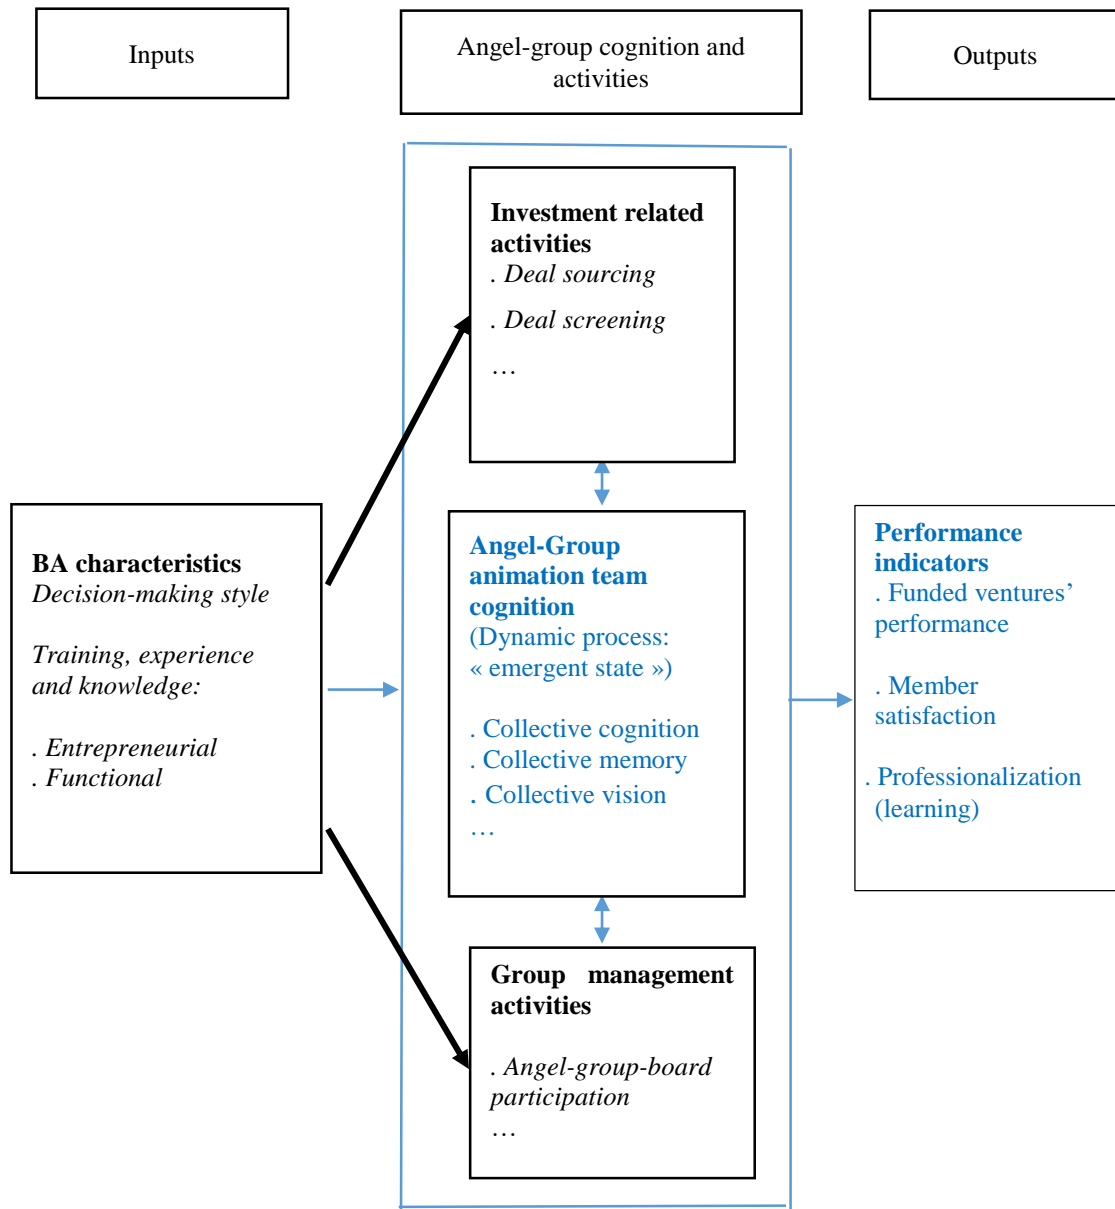 Inputs
Angel-group cognition and
activities
Outputs
Investment related
activities
. Deal sourcing
. Deal screening
…
BA characteristics
Decision-making style
Training, experience
and knowledge:
. Entrepreneurial
. Functional
Angel-Group
animation team
cognition
(Dynamic process:
« emergent state »)
. Collective cognition
. Collective memory
. Collective vision
…
Performance
indicators
. Funded ventures’
performance
. Member
satisfaction
. Professionalization
(learning)
Group management
activities
. Angel-group-board
participation
…